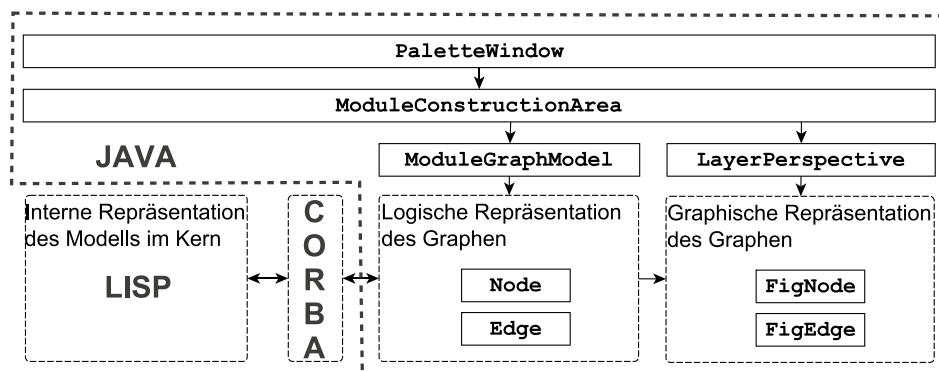 PaletteWindow
ModuleConstructionArea
JAVA
ModuleGraphModel
LayerPerspective
Interne Repräsentation
des Modells im Kern
LISP
C
O
R
B
A
Logische Repräsentation
des Graphen
Node
Edge
Graphische Repräsentation
des Graphen
FigNode
FigEdge